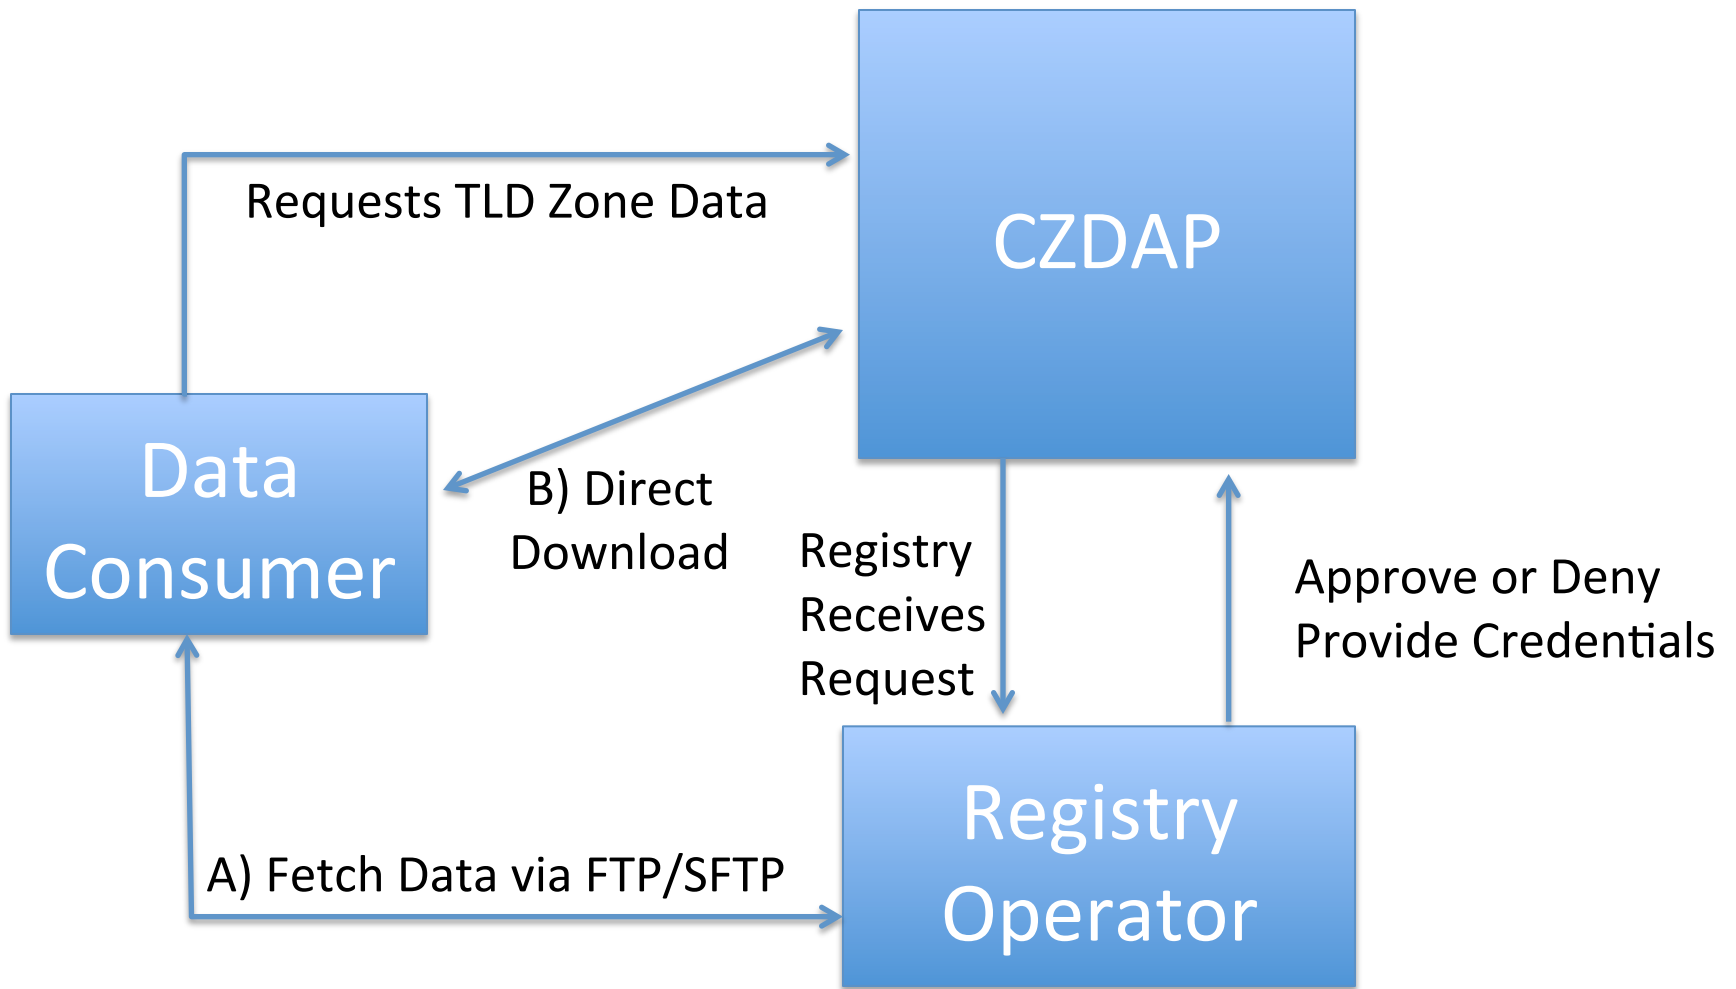 CZDAP
Requests TLD Zone Data
Data
Consumer
B) Direct
Download
Registry
Receives
Request
Approve or Deny
Provide Credentials
A) Fetch Data via FTP/SFTP
Registry
Operator